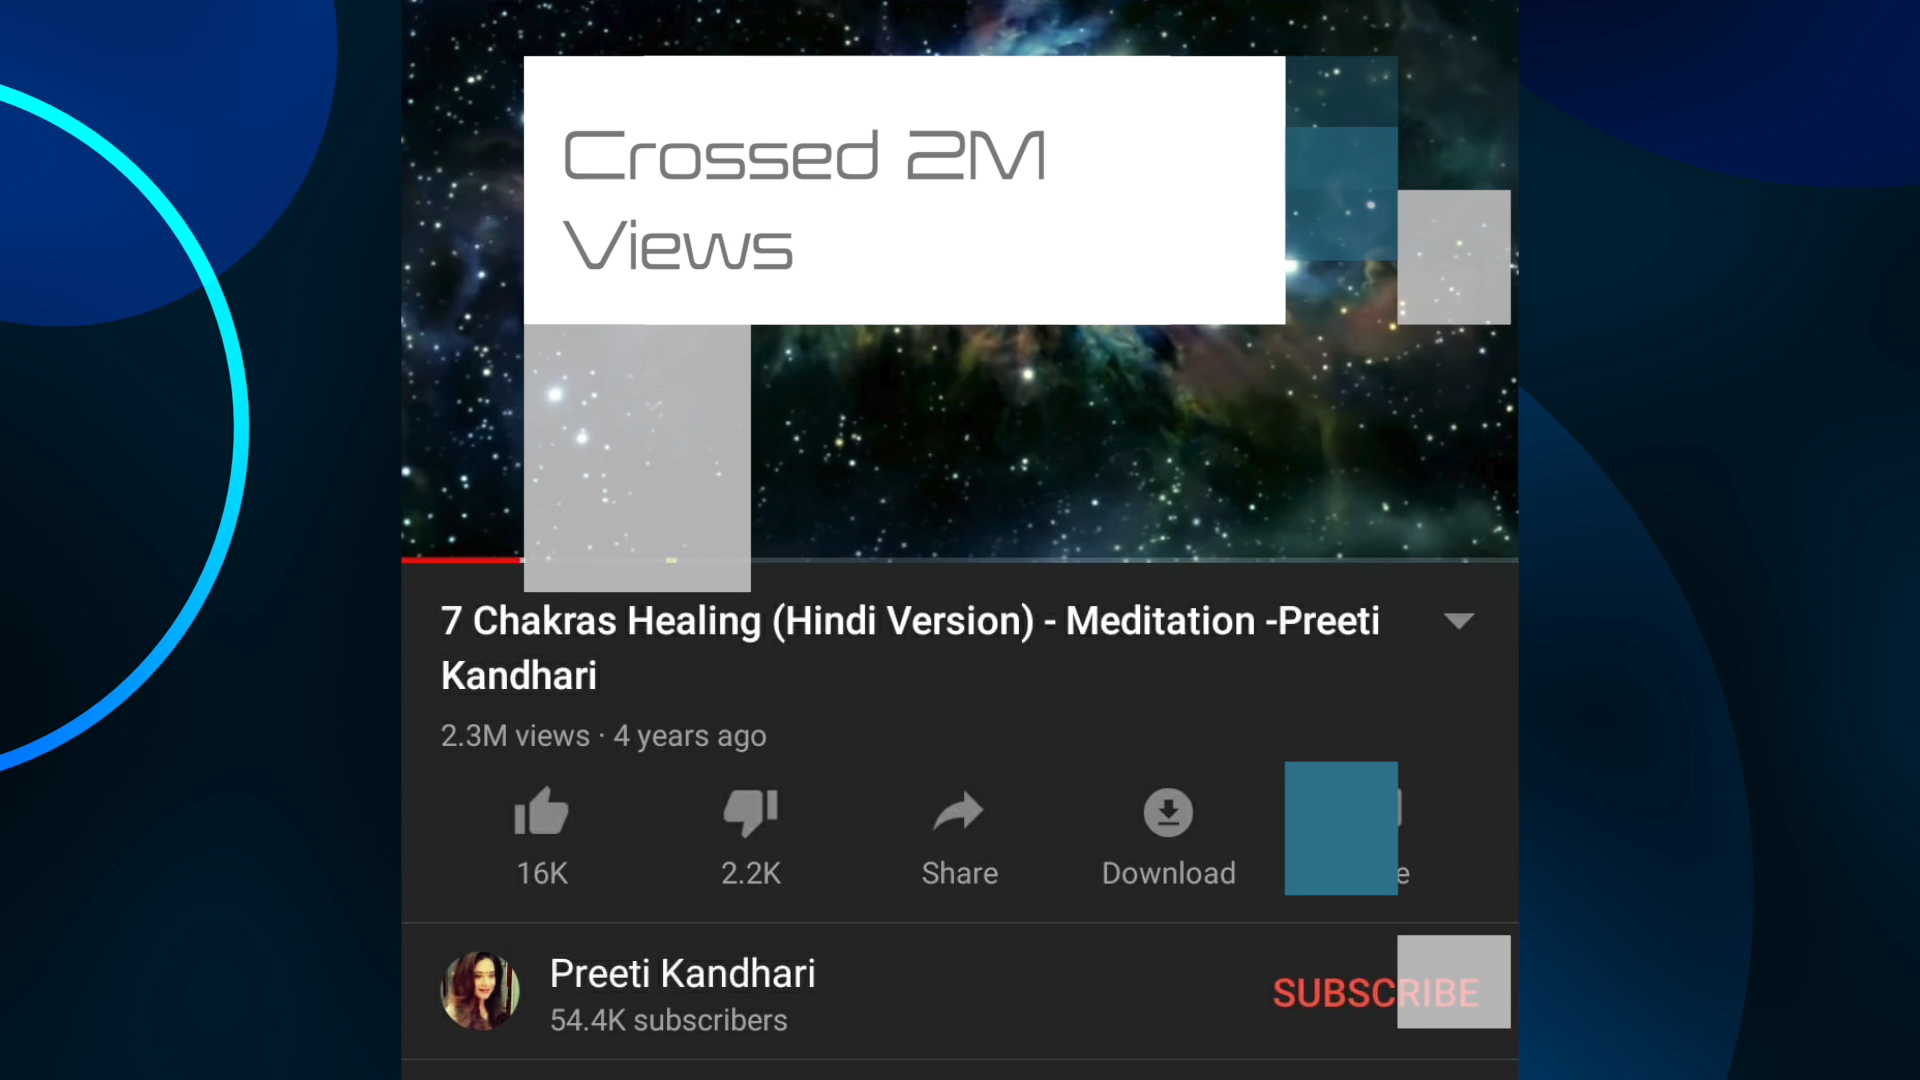 Crossed 2M
Views
7 Chakras Healing (Hindi Version) - Meditation -Preeti
Kandhari
2.3M views · 4 years ago
16K
2.2K
Share
Download
Preeti Kandhari
54.4K subscribers
SUBSCRIBE